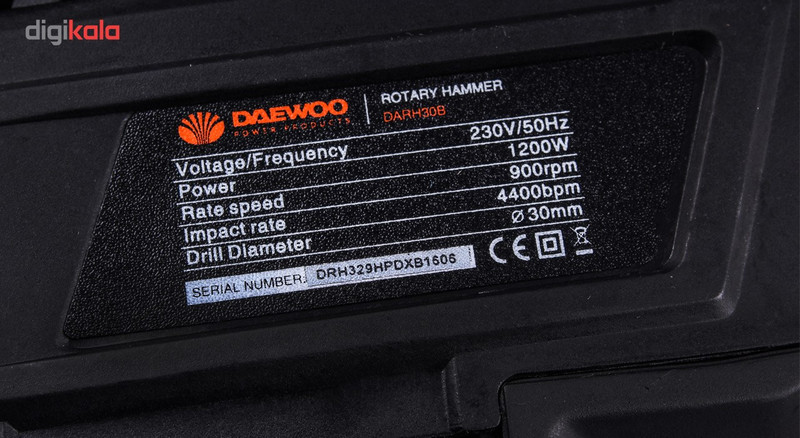 digikala
DAEWOO
POWER PRODUCTS
ROTARY HAMMER
DARH30B
Voltage/Frequency 230V/50Hz
Power 1200W
Rate speed 900rpm
Impact rate 4400bpm
Drill Diameter Ø 30mm
SERIAL NUMBER: DRH329HPDXB1606
CE